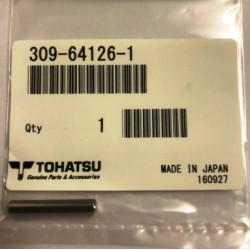 309-64126-1
Qty 1
TOHATSU
Genuine Parts & Accessories
MADE IN JAPAN
160927